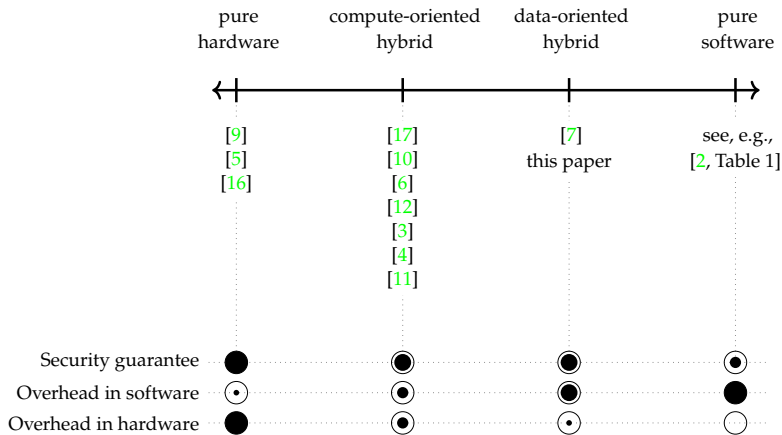 pure hardware
compute-oriented hybrid
data-oriented hybrid
pure software
[9]
[5]
[16]
[17]
[10]
[6]
[12]
[3]
[4]
[11]
[7]
this paper
see, e.g.,
[2, Table 1]
Security guarantee
Overhead in software
Overhead in hardware